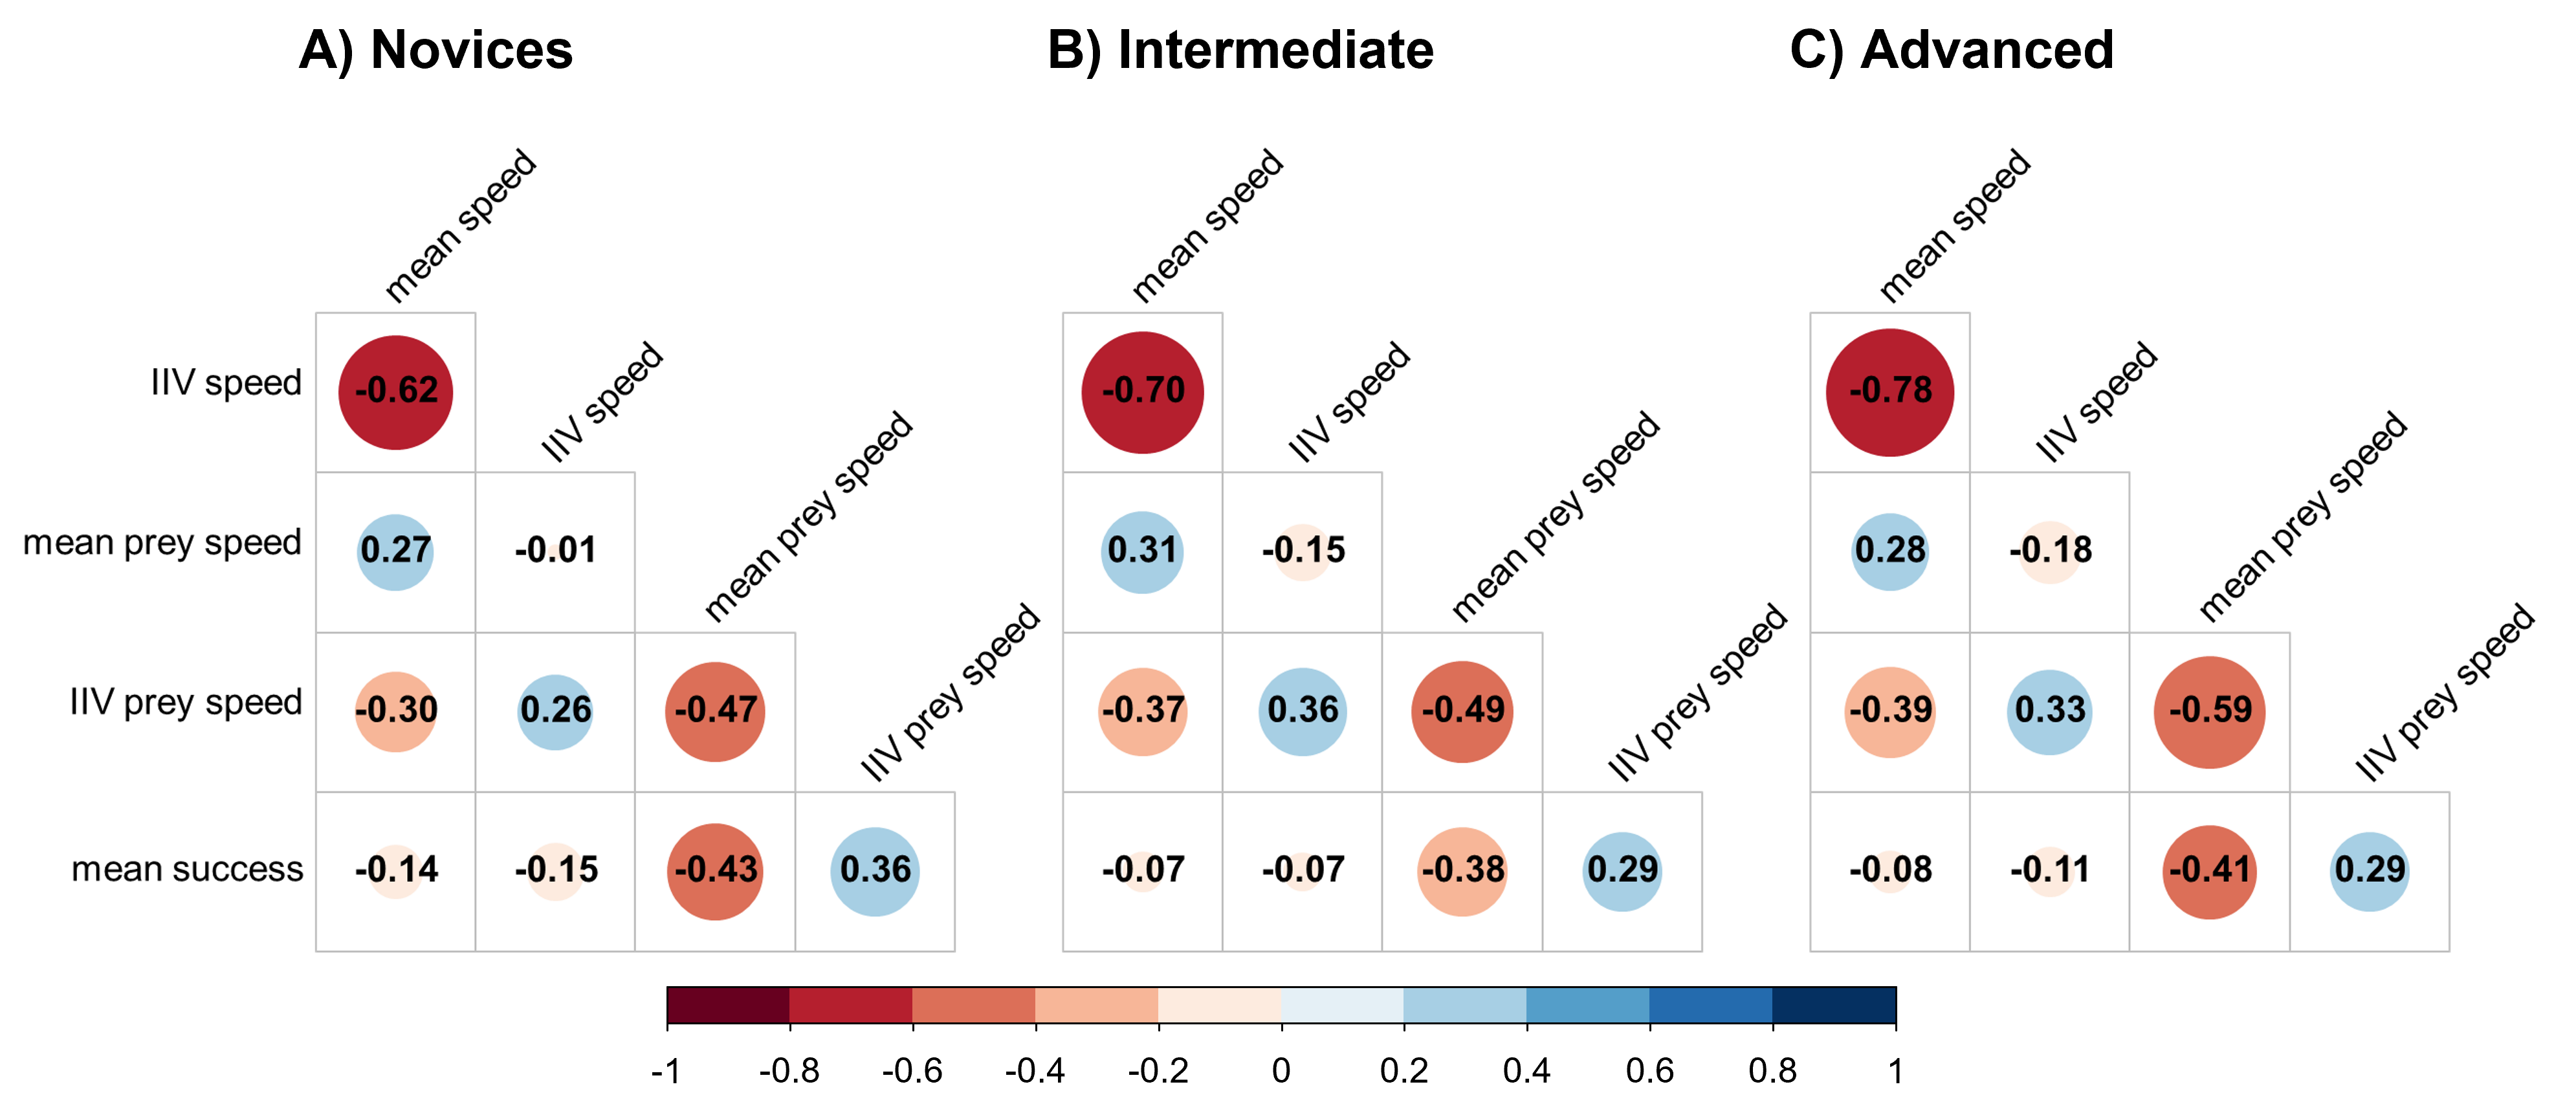 A) Novices B) Intermediate C) Advanced
mean speed mean speed mean speed
IIV speed -0.62 IIV speed -0.70 IIV speed -0.78 IIV speed
mean prey speed 0.27 -0.01 mean prey speed 0.31 -0.15 mean prey speed 0.28 -0.18 mean prey speed
IIV prey speed -0.30 0.26 -0.47 IIV prey speed -0.37 0.36 -0.49 IIV prey speed -0.39 0.33 -0.59 IIV prey speed
mean success -0.14 -0.15 -0.43 0.36 -0.07 -0.07 -0.38 0.29 -0.08 -0.11 -0.41 0.29
-1 -0.8 -0.6 -0.4 -0.2 0 0.2 0.4 0.6 0.8 1